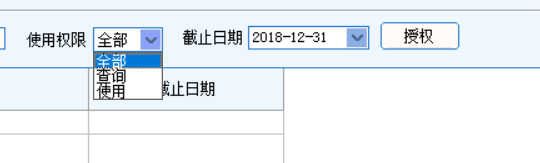 使用权限 全部 截止日期 2018-12-31 授权
全部
查询
使用
截止日期